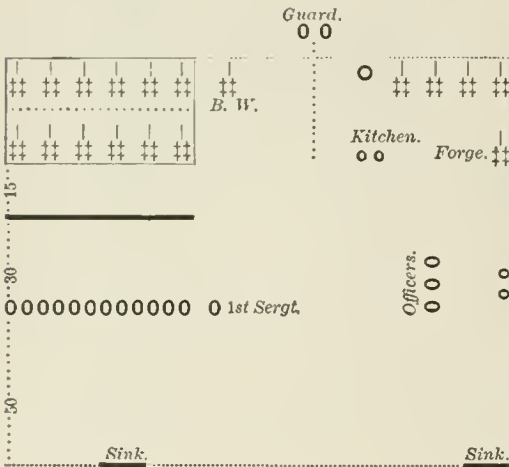 Guard.
B. W.
Kitchen.
Forge.
15
30
Officers.
1st Sergt.
50
Sink.
Sink.